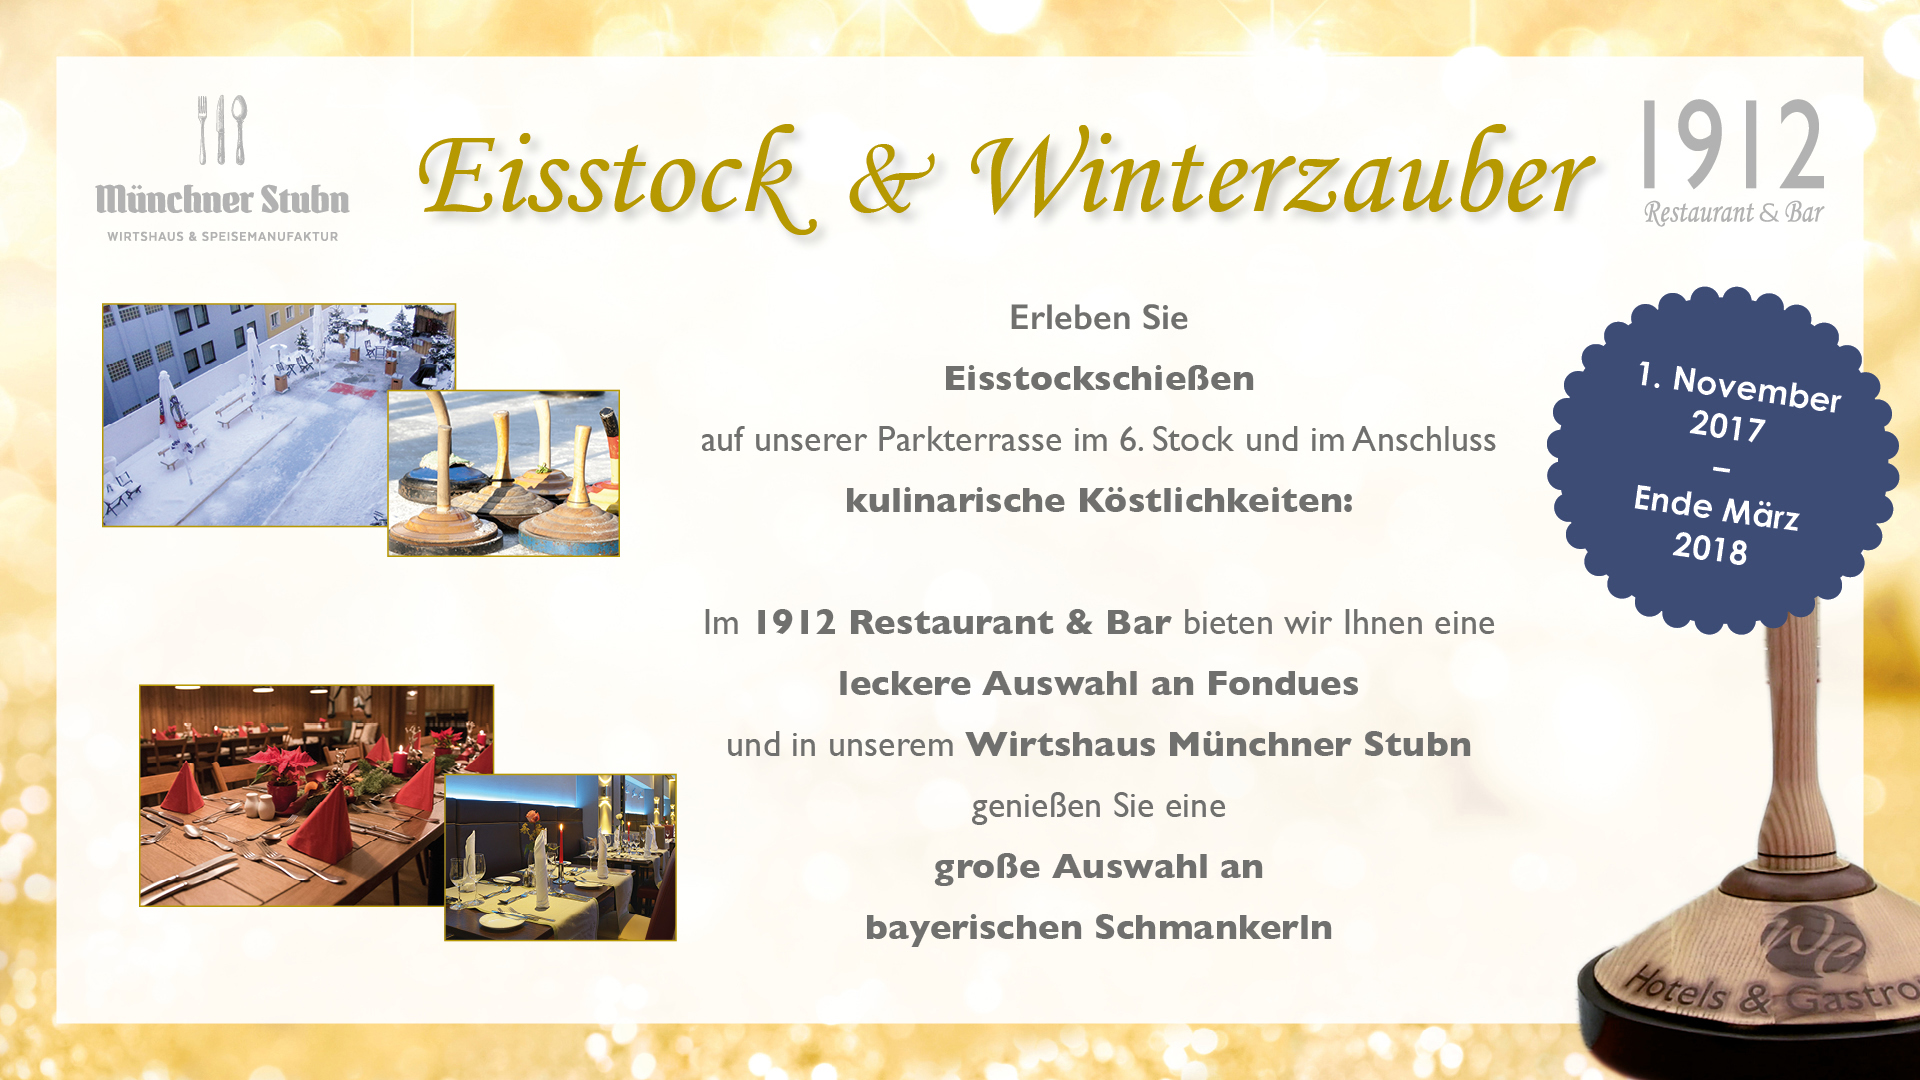 Münchner Stubn
WIRTSHAUS & SPEISEMANUFAKTUR
Eisstock & Winterzauber
1912
Restaurant & Bar
Erleben Sie
Eisstockschießen
auf unserer Parkterrasse im 6. Stock und im Anschluss
kulinarische Köstlichkeiten:
Im 1912 Restaurant & Bar bieten wir Ihnen eine
leckere Auswahl an Fondues
und in unserem Wirtshaus Münchner Stubn
genießen Sie eine
große Auswahl an
bayerischen Schmankerln
1. November
2017
–
Ende März
2018
Hotels & Gastro